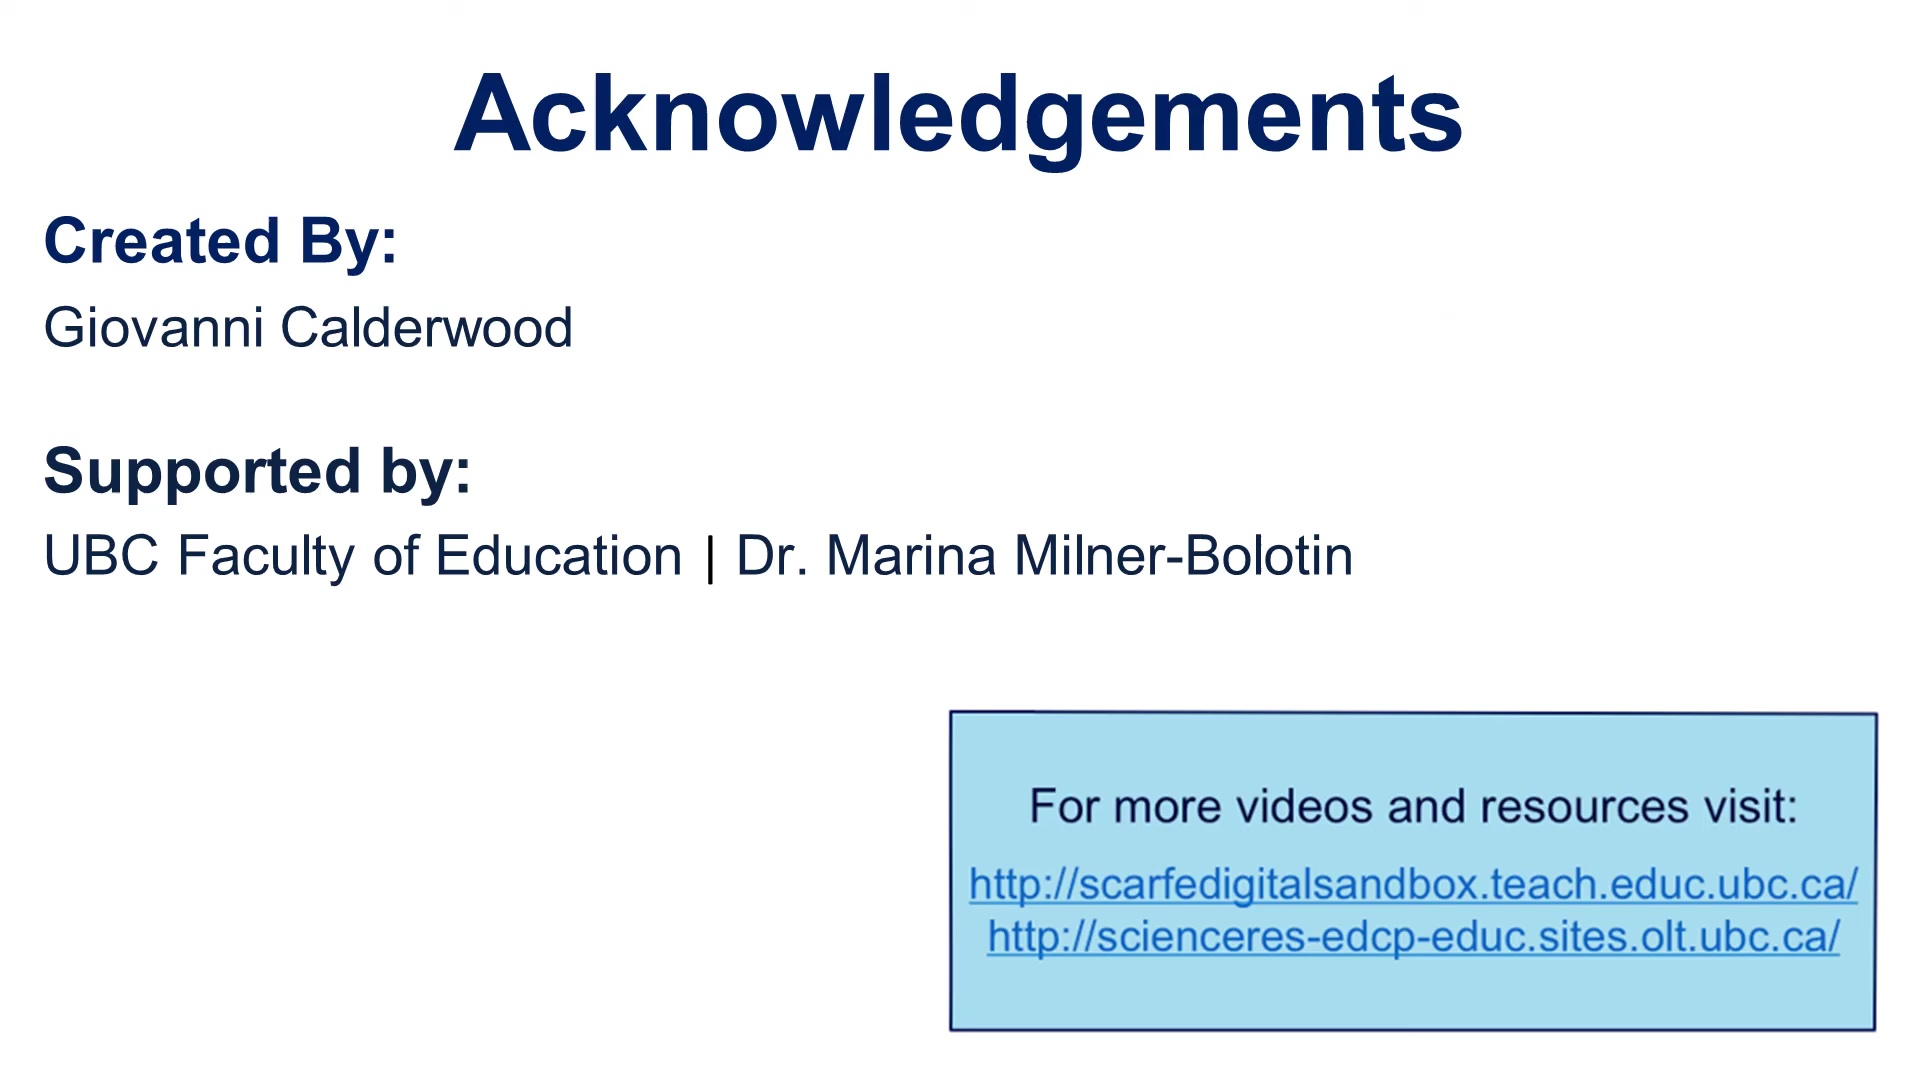 Acknowledgements
Created By:
Giovanni Calderwood
Supported by:
UBC Faculty of Education | Dr. Marina Milner-Bolotin
For more videos and resources visit:
http://scarfedigitalsandbox.teach.educ.ubc.ca/
http://scienceres-edcp-educ.sites.olt.ubc.ca/